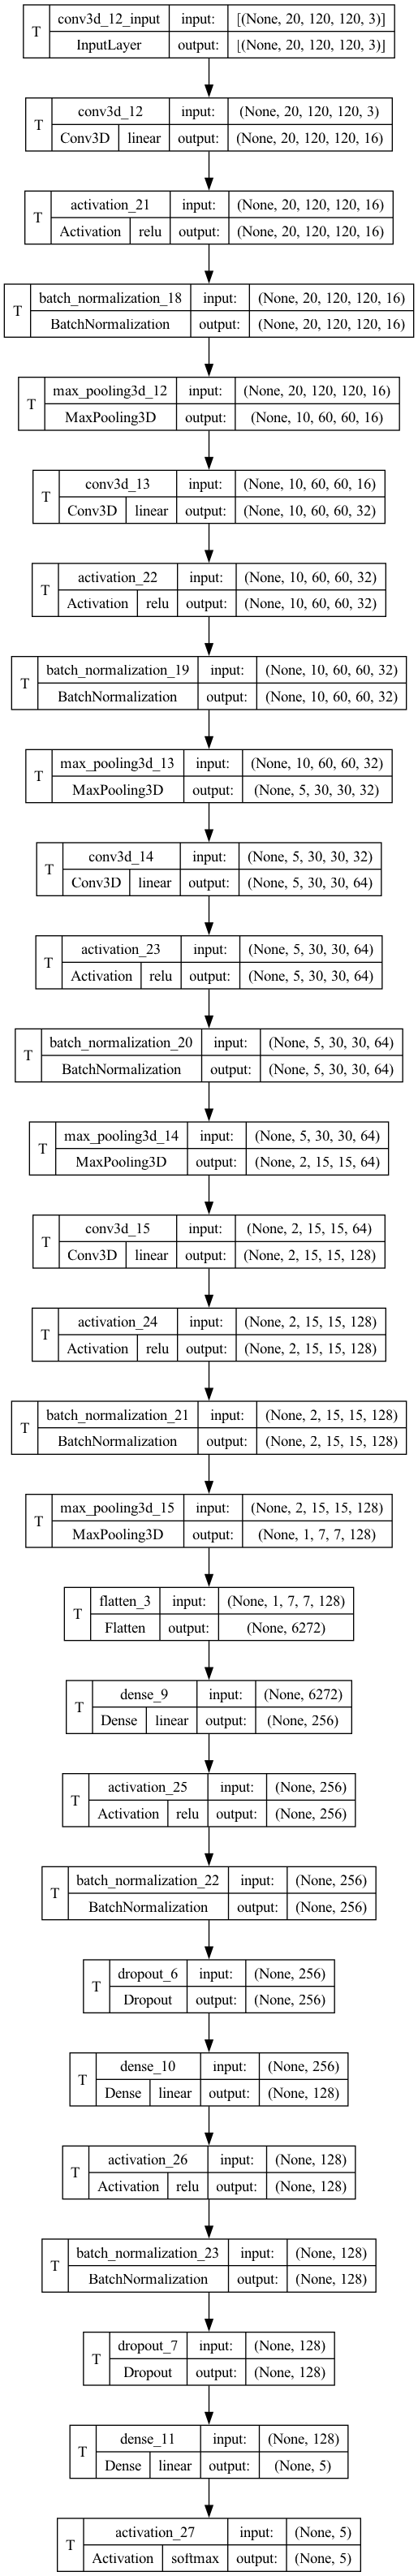 T conv3d_12_input input: [(None, 20, 120, 120, 3)]
InputLayer output: [(None, 20, 120, 120, 3)]
T conv3d_12 input: (None, 20, 120, 120, 3)
Conv3D linear output: (None, 20, 120, 120, 16)
T activation_21 input: (None, 20, 120, 120, 16)
Activation relu output: (None, 20, 120, 120, 16)
T batch_normalization_18 input: (None, 20, 120, 120, 16)
BatchNormalization output: (None, 20, 120, 120, 16)
T max_pooling3d_12 input: (None, 20, 120, 120, 16)
MaxPooling3D output: (None, 10, 60, 60, 16)
T conv3d_13 input: (None, 10, 60, 60, 16)
Conv3D linear output: (None, 10, 60, 60, 32)
T activation_22 input: (None, 10, 60, 60, 32)
Activation relu output: (None, 10, 60, 60, 32)
T batch_normalization_19 input: (None, 10, 60, 60, 32)
BatchNormalization output: (None, 10, 60, 60, 32)
T max_pooling3d_13 input: (None, 10, 60, 60, 32)
MaxPooling3D output: (None, 5, 30, 30, 32)
T conv3d_14 input: (None, 5, 30, 30, 32)
Conv3D linear output: (None, 5, 30, 30, 64)
T activation_23 input: (None, 5, 30, 30, 64)
Activation relu output: (None, 5, 30, 30, 64)
T batch_normalization_20 input: (None, 5, 30, 30, 64)
BatchNormalization output: (None, 5, 30, 30, 64)
T max_pooling3d_14 input: (None, 5, 30, 30, 64)
MaxPooling3D output: (None, 2, 15, 15, 64)
T conv3d_15 input: (None, 2, 15, 15, 64)
Conv3D linear output: (None, 2, 15, 15, 128)
T activation_24 input: (None, 2, 15, 15, 128)
Activation relu output: (None, 2, 15, 15, 128)
T batch_normalization_21 input: (None, 2, 15, 15, 128)
BatchNormalization output: (None, 2, 15, 15, 128)
T max_pooling3d_15 input: (None, 2, 15, 15, 128)
MaxPooling3D output: (None, 1, 7, 7, 128)
T flatten_3 input: (None, 1, 7, 7, 128)
Flatten output: (None, 6272)
T dense_9 input: (None, 6272)
Dense linear output: (None, 256)
T activation_25 input: (None, 256)
Activation relu output: (None, 256)
T batch_normalization_22 input: (None, 256)
BatchNormalization output: (None, 256)
T dropout_6 input: (None, 256)
Dropout output: (None, 256)
T dense_10 input: (None, 256)
Dense linear output: (None, 128)
T activation_26 input: (None, 128)
Activation relu output: (None, 128)
T batch_normalization_23 input: (None, 128)
BatchNormalization output: (None, 128)
T dropout_7 input: (None, 128)
Dropout output: (None, 128)
T dense_11 input: (None, 128)
Dense linear output: (None, 5)
T activation_27 input: (None, 5)
Activation softmax output: (None, 5)